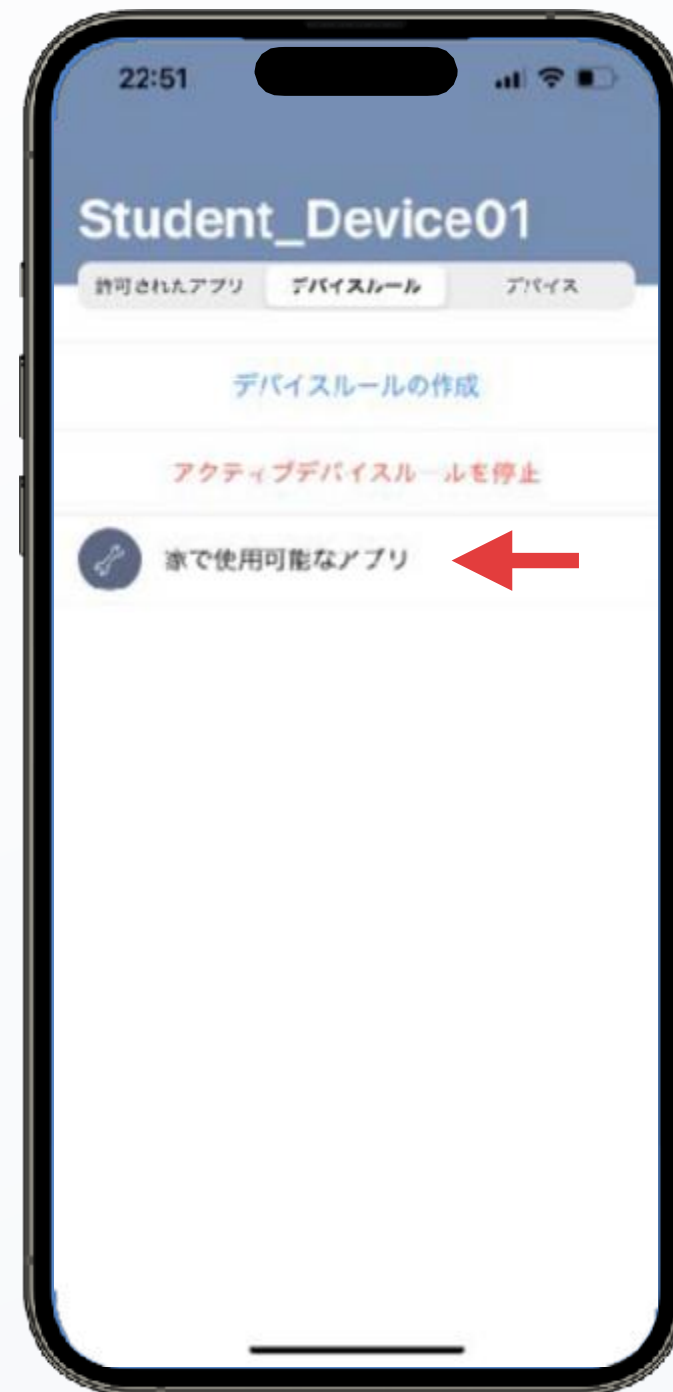 22:51
Student_Device01
許可されたアプリ デバイスルール デバイス
デバイスルールの作成
アクティブデバイスルールを停止
家で使用可能なアプリ